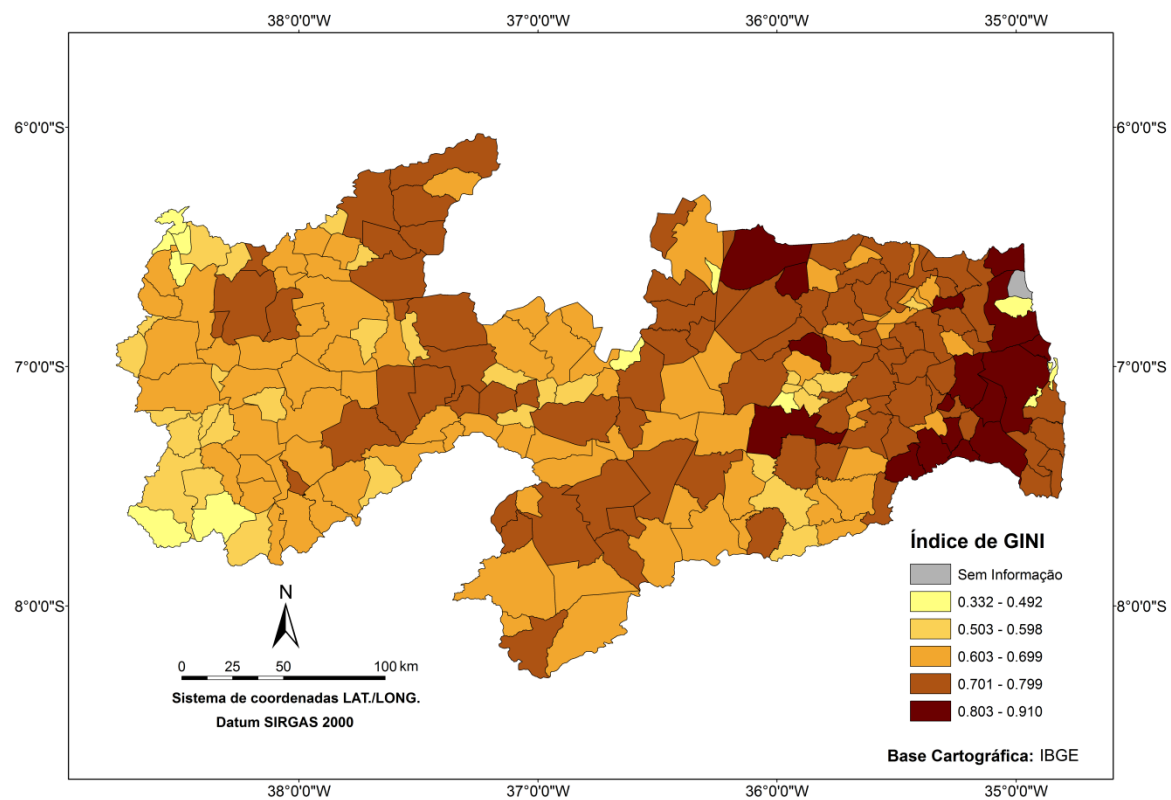 38°0'0"W 37°0'0"W 36°0'0"W 35°0'0"W
6°0'0"S 6°0'0"S
7°0'0"S 7°0'0"S
8°0'0"S 8°0'0"S
N
0 25 50 100 km
Sistema de coordenadas LAT./LONG.
Datum SIRGAS 2000
Índice de GINI
Sem Informação
0.332 - 0.492
0.503 - 0.598
0.603 - 0.699
0.701 - 0.799
0.803 - 0.910
Base Cartográfica: IBGE
38°0'0"W 37°0'0"W 36°0'0"W 35°0'0"W